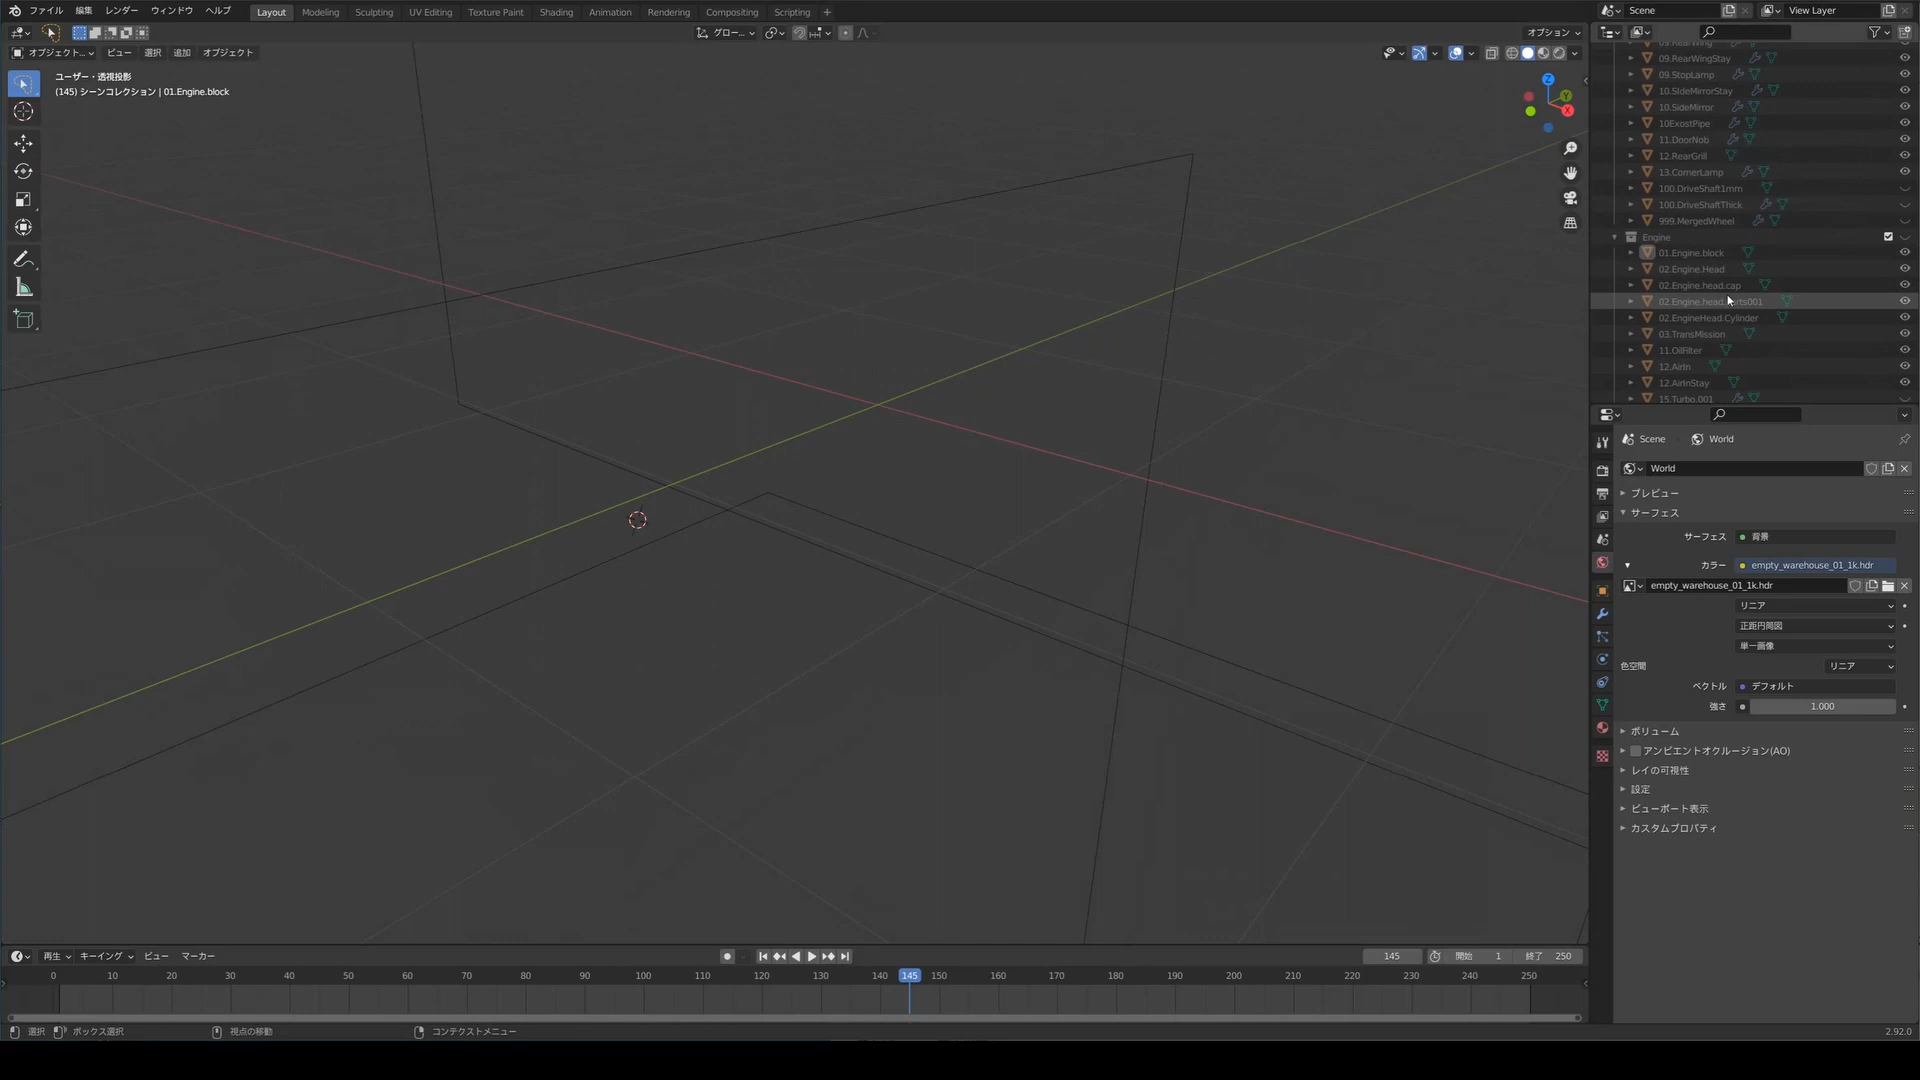 ファイル 編集 レンダー ウィンドウ ヘルプ Layout Modeling Sculpting UV Editing Texture Paint Shading Animation Rendering Compositing Scripting + Scene View Layer
グロー... オプション
オブジェクト... ビュー 選択 追加 オブジェクト
ユーザー・透視投影
(145) シーンコレクション | 01.Engine.block
Z
Y
X
09.RearWing
09.RearWingStay
09.StopLamp
10.SIdeMirrorStay
10.SideMirror
10ExostPipe
11.DoorNob
12.RearGrill
13.CornerLamp
100.DriveShaft1mm
100.DriveShaftThick
999.MergedWheel
Engine
01.Engine.block
02.Engine.Head
02.Engine.head.cap
02.Engine.head.
02.EngineHead.Cylinder
03.TransMission
11.OilFilter
12.AirIn
12.AirInStay
15.Turbo.001
Scene World
World
プレビュー
サーフェス
サーフェス 背景
カラー empty_warehouse_01_1k.hdr
empty_warehouse_01_1k.hdr
リニア
正距円筒図
単一画像
色空間 リニア
ベクトル デフォルト
強さ 1.000
ボリューム
アンビエントオクルージョン(AO)
レイの可視性
設定
ビューポート表示
カスタムプロパティ
再生 キーイング ビュー マーカー 145 開始 1 終了 250
0 10 20 30 40 50 60 70 80 90 100 110 120 130 140 145 150 160 170 180 190 200 210 220 230 240 250
選択 ボックス選択 視点の移動 コンテクストメニュー 2.92.0